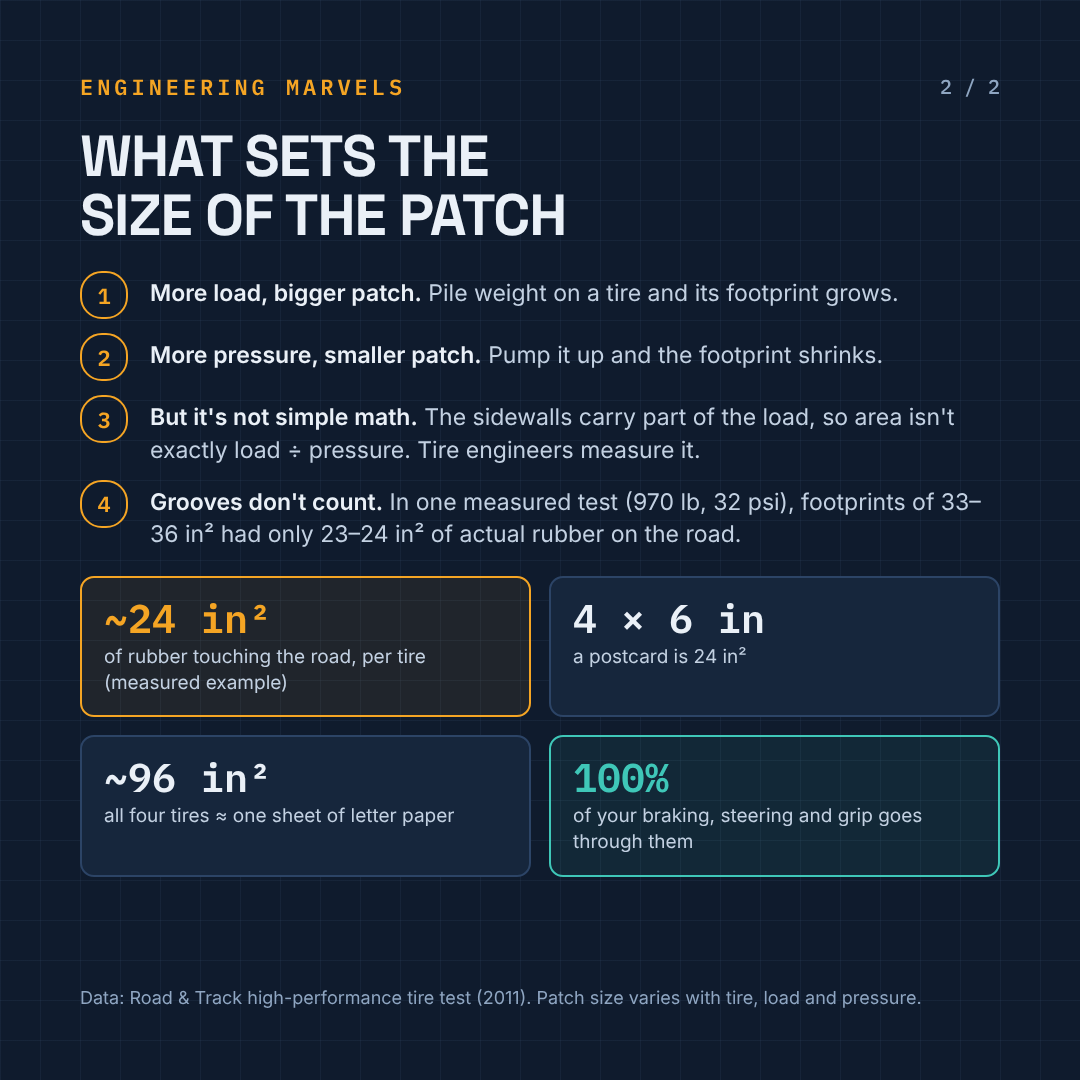 ENGINEERING MARVELS
2 / 2
WHAT SETS THE
SIZE OF THE PATCH
1
More load, bigger patch. Pile weight on a tire and its footprint grows.
2
More pressure, smaller patch. Pump it up and the footprint shrinks.
3
But it's not simple math. The sidewalls carry part of the load, so area isn't
exactly load ÷ pressure. Tire engineers measure it.
4
Grooves don't count. In one measured test (970 lb, 32 psi), footprints of 33–
36 in² had only 23–24 in² of actual rubber on the road.
~24 in²
of rubber touching the road, per tire
(measured example)
4 × 6 in
a postcard is 24 in²
~96 in²
all four tires ≈ one sheet of letter paper
100%
of your braking, steering and grip goes
through them
Data: Road & Track high-performance tire test (2011). Patch size varies with tire, load and pressure.